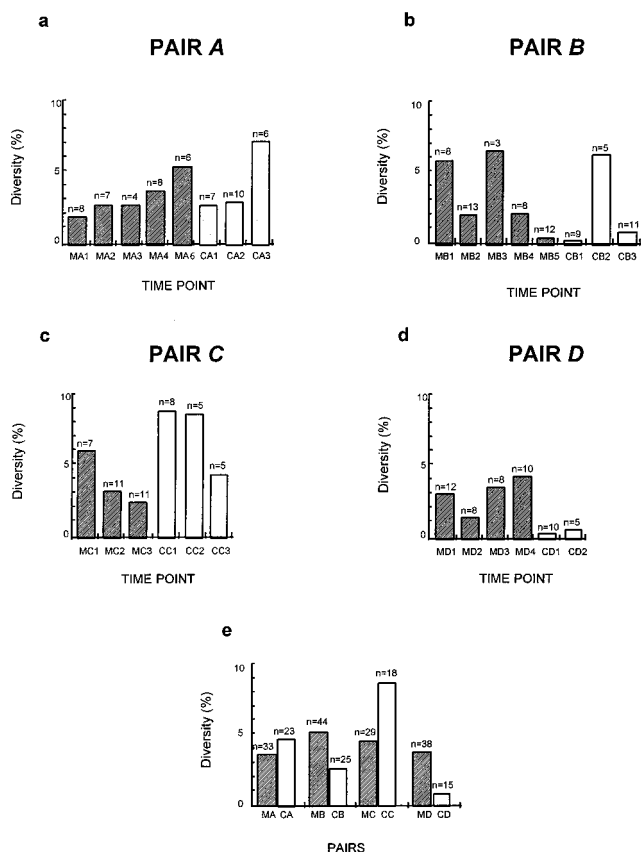 a
PAIR A
10
5
0
Diversity (%)
n=8
n=7
n=4
n=8
n=6
n=7
n=10
n=6
MA1 MA2 MA3 MA4 MA6 CA1 CA2 CA3
TIME POINT
b
PAIR B
10
5
0
Diversity (%)
n=8
n=13
n=3
n=8
n=12
n=9
n=5
n=11
MB1 MB2 MB3 MB4 MB5 CB1 CB2 CB3
TIME POINT
c
PAIR C
10
5
0
Diversity (%)
n=7
n=11
n=11
n=8
n=5
n=5
MC1 MC2 MC3 CC1 CC2 CC3
TIME POINT
d
PAIR D
10
5
0
Diversity (%)
n=12
n=8
n=8
n=10
n=10
n=5
MD1 MD2 MD3 MD4 CD1 CD2
TIME POINT
e
10
5
0
Diversity (%)
n=33
n=23
n=44
n=25
n=29
n=18
n=38
n=15
MA CA MB CB MC CC MD CD
PAIRS